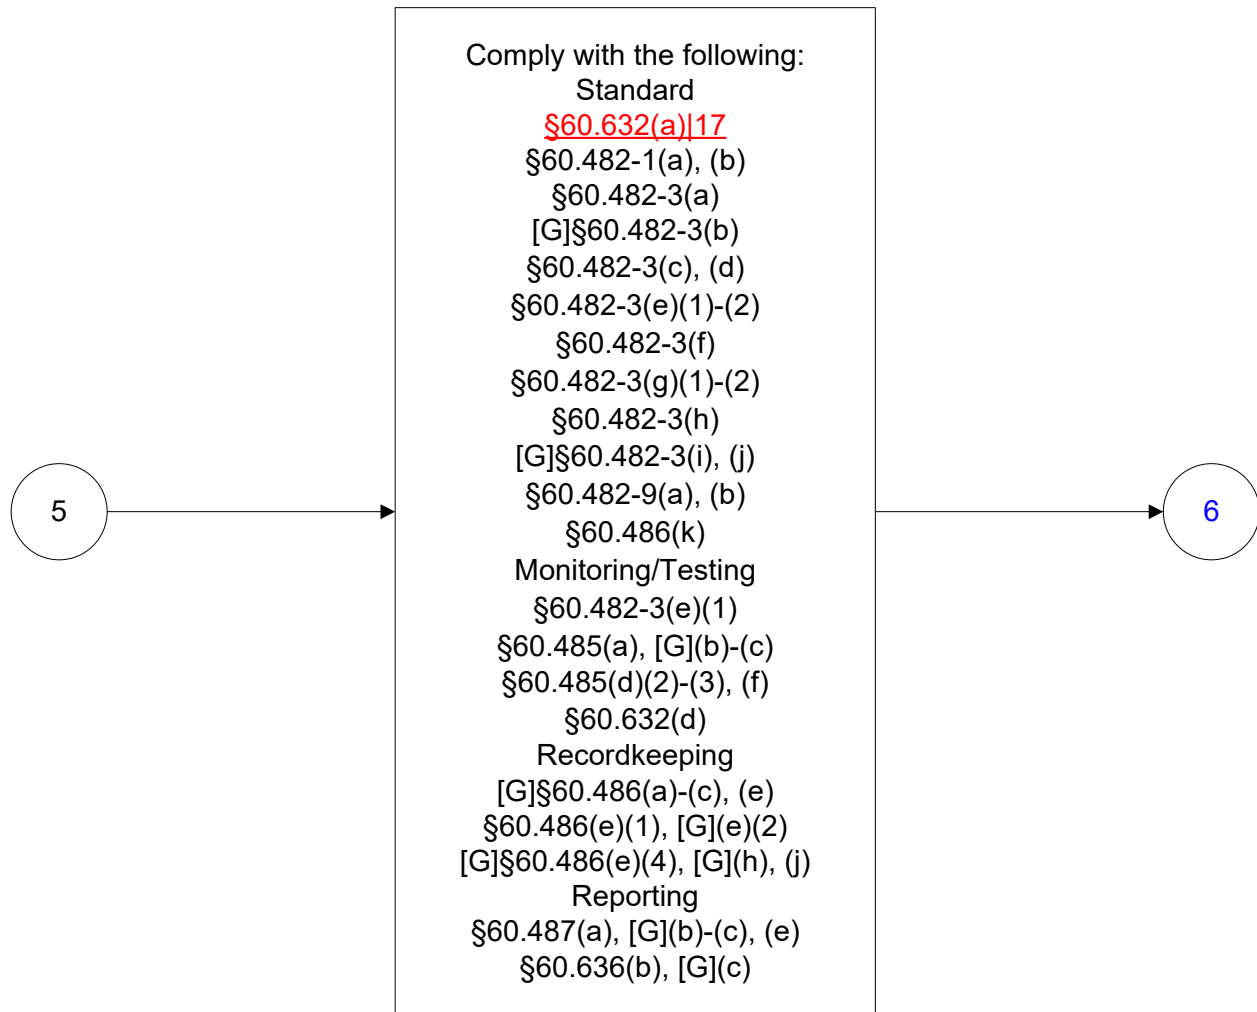 Comply with the following:
Standard
§60.632(a)|17
§60.482-1(a), (b)
§60.482-3(a)
[G]§60.482-3(b)
§60.482-3(c), (d)
§60.482-3(e)(1)-(2)
§60.482-3(f)
§60.482-3(g)(1)-(2)
§60.482-3(h)
[G]§60.482-3(i), (j)
§60.482-9(a), (b)
§60.486(k)
Monitoring/Testing
§60.482-3(e)(1)
§60.485(a), [G](b)-(c)
§60.485(d)(2)-(3), (f)
§60.632(d)
Recordkeeping
[G]§60.486(a)-(c), (e)
§60.486(e)(1), [G](e)(2)
[G]§60.486(e)(4), [G](h), (j)
Reporting
§60.487(a), [G](b)-(c), (e)
§60.636(b), [G](c)
5
6